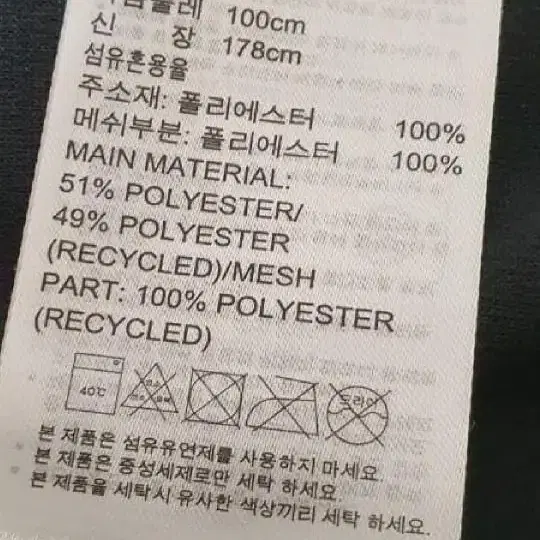 100cm
신 장 178cm
섬유혼용율
주소재: 폴리에스터 100%
메쉬부분: 폴리에스터 100%
MAIN MATERIAL:
51% POLYESTER/
49% POLYESTER
(RECYCLED)/MESH
PART: 100% POLYESTER
(RECYCLED)
40℃ 드라이
본 제품은 섬유유연제를 사용하지 마세요.
본 제품은 중성세제로만 세탁 하세요.
본 제품을 세탁시 유사한 색상끼리 세탁 하세요.